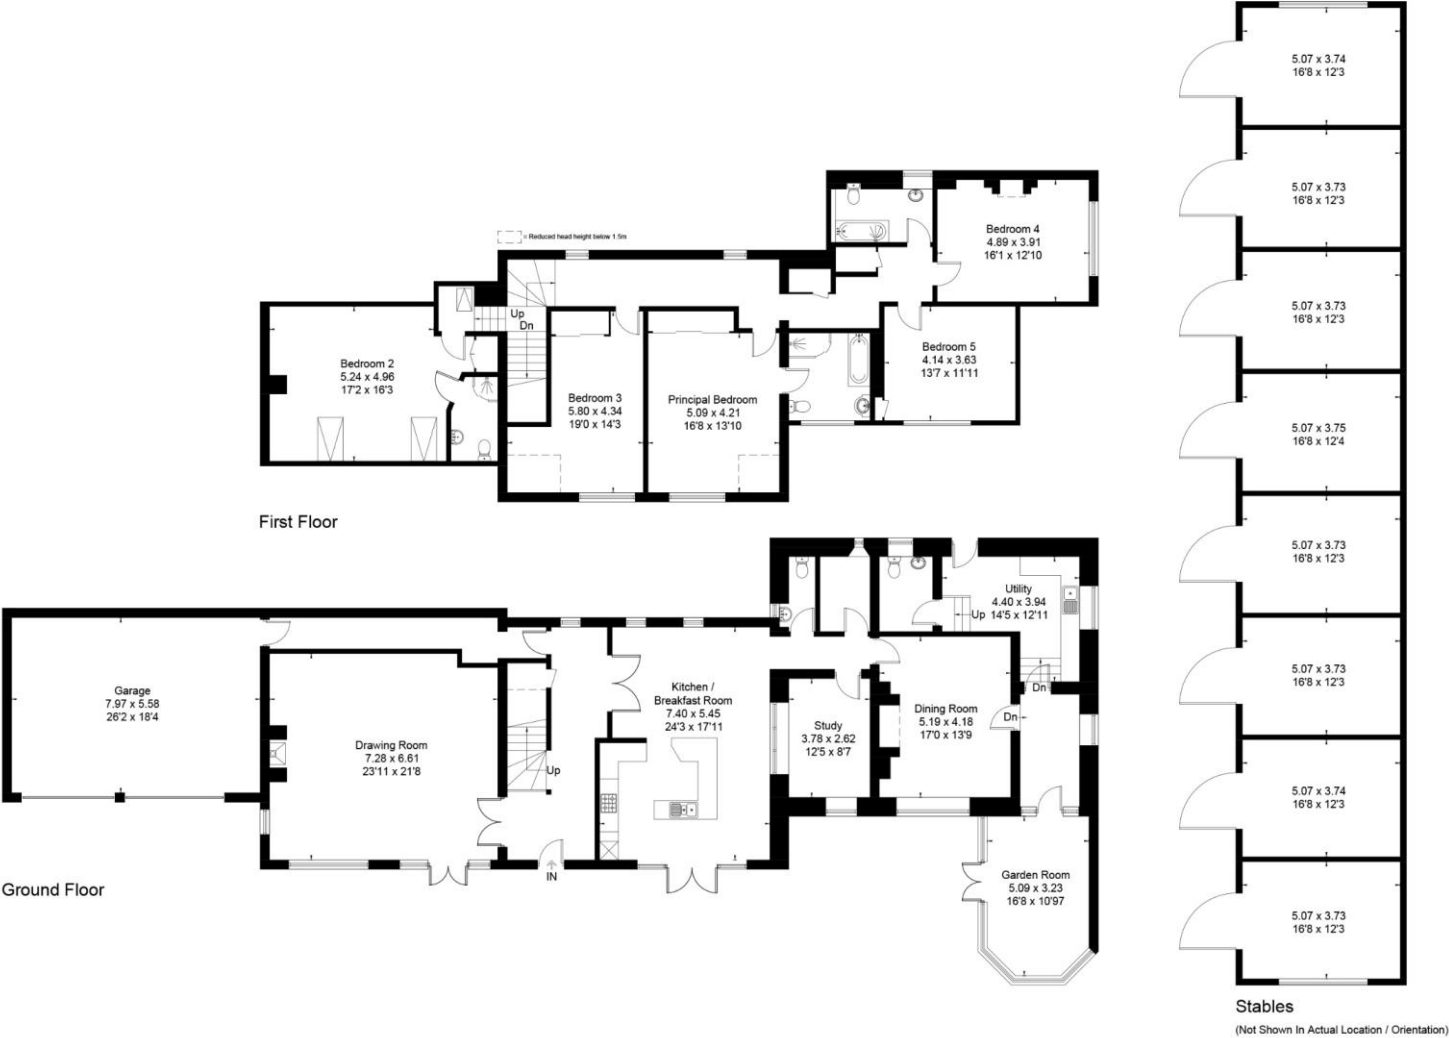 = Reduced head height below 1.5m
Bedroom 4
4.89 x 3.91
16'1 x 12'10
Up
Dn
Bedroom 2
5.24 x 4.96
17'2 x 16'3
Bedroom 3
5.80 x 4.34
19'0 x 14'3
Principal Bedroom
5.09 x 4.21
16'8 x 13'10
Bedroom 5
4.14 x 3.63
13'7 x 11'11
First Floor
Garage
7.97 x 5.58
26'2 x 18'4
Drawing Room
7.28 x 6.61
23'11 x 21'8
Up
IN
Kitchen /
Breakfast Room
7.40 x 5.45
24'3 x 17'11
Study
3.78 x 2.62
12'5 x 8'7
Dining Room
5.19 x 4.18
17'0 x 13'9
Utility
4.40 x 3.94
14'5 x 12'11
Up
Dn
Dn
Garden Room
5.09 x 3.23
16'8 x 10'97
Ground Floor
5.07 x 3.74
16'8 x 12'3
5.07 x 3.73
16'8 x 12'3
5.07 x 3.73
16'8 x 12'3
5.07 x 3.75
16'8 x 12'4
5.07 x 3.73
16'8 x 12'3
5.07 x 3.73
16'8 x 12'3
5.07 x 3.74
16'8 x 12'3
5.07 x 3.73
16'8 x 12'3
Stables
(Not Shown In Actual Location / Orientation)